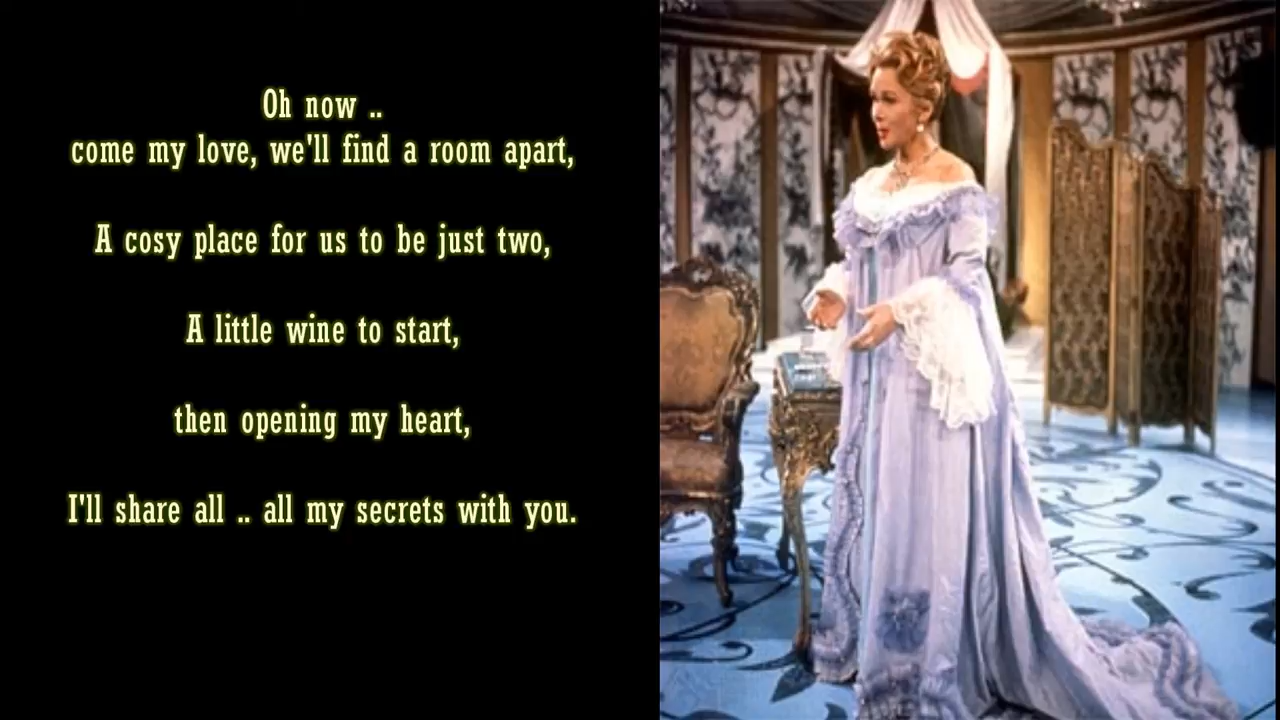 Oh now ..
come my love, we'll find a room apart,
A cosy place for us to be just two,
A little wine to start,
then opening my heart,
I'll share all .. all my secrets with you.